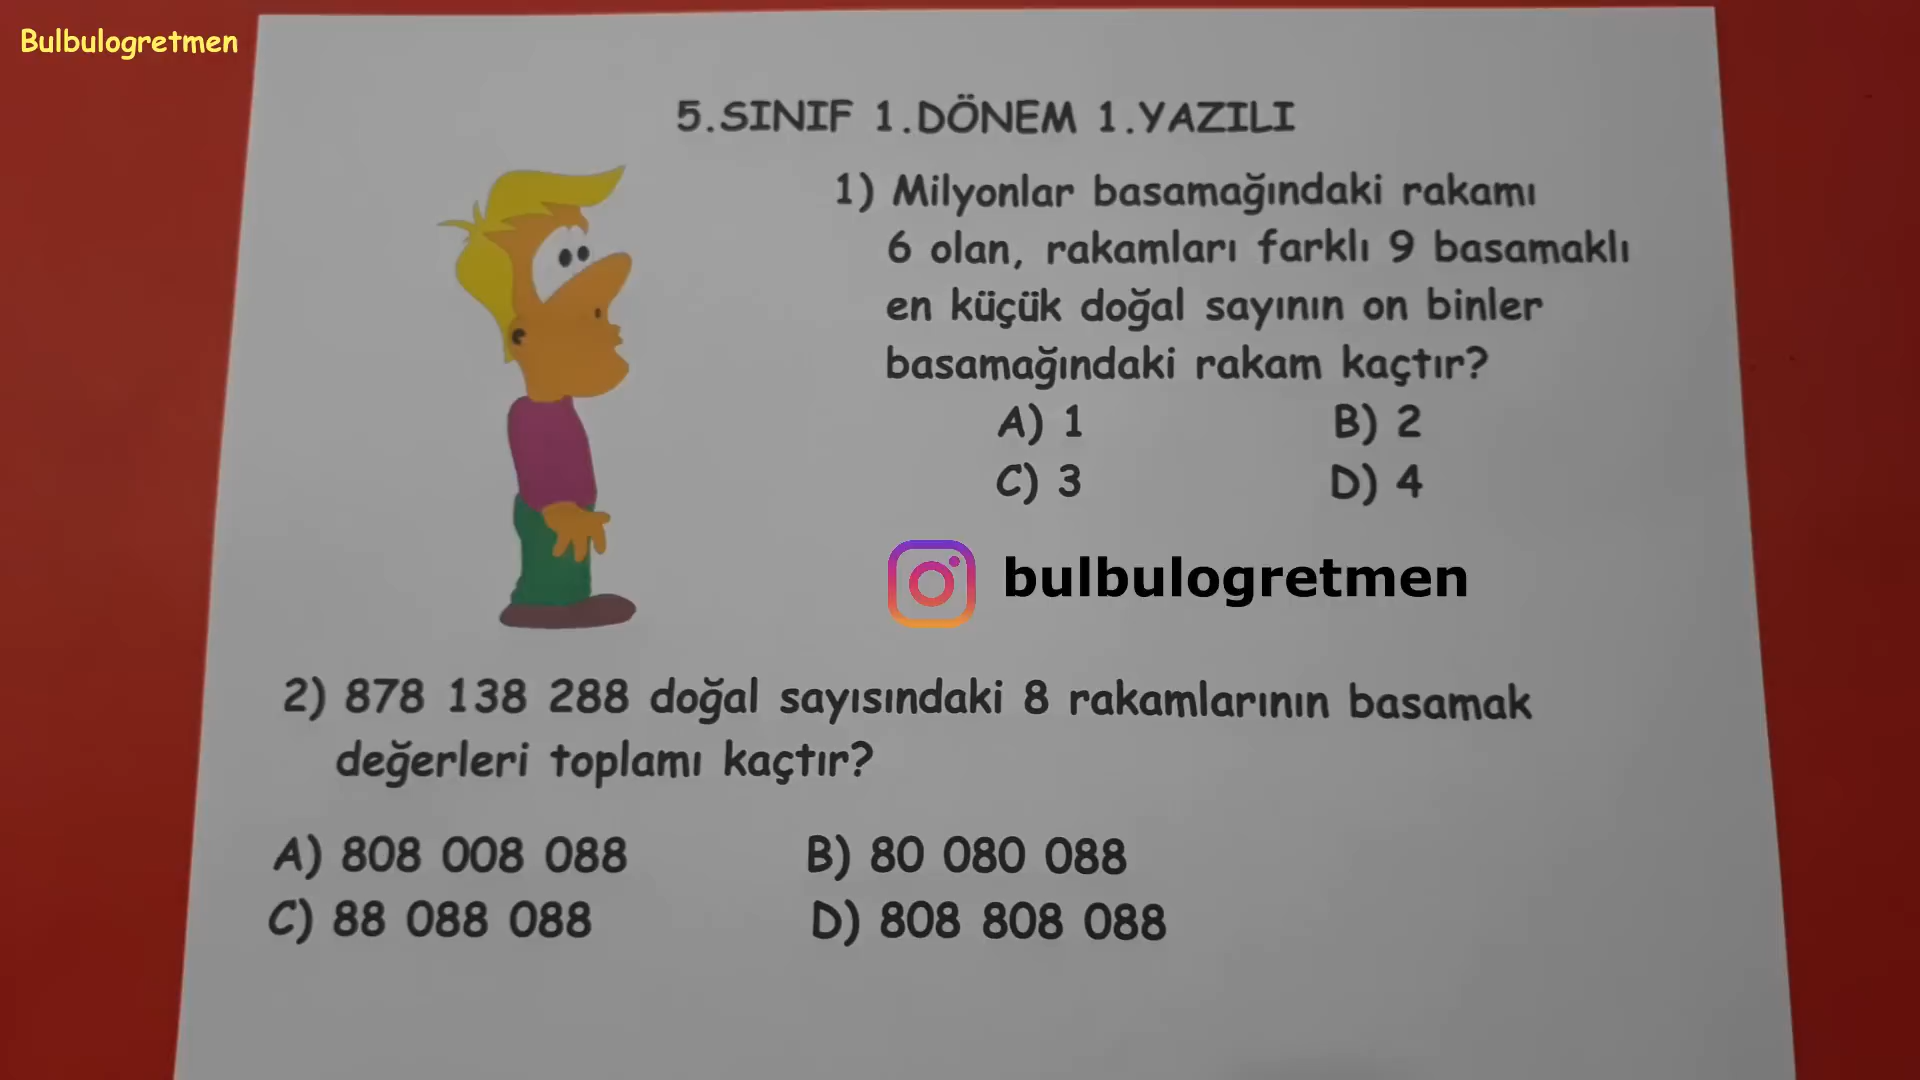 Bulbulogretmen
5.SINIF 1.DÖNEM 1.YAZILI
1) Milyonlar basamağındaki rakamı
6 olan, rakamları farklı 9 basamaklı
en küçük doğal sayının on binler
basamağındaki rakam kaçtır?
A) 1 B) 2
C) 3 D) 4
bulbulogretmen
2) 878 138 288 doğal sayısındaki 8 rakamlarının basamak
değerleri toplamı kaçtır?
A) 808 008 088 B) 80 080 088
C) 88 088 088 D) 808 808 088